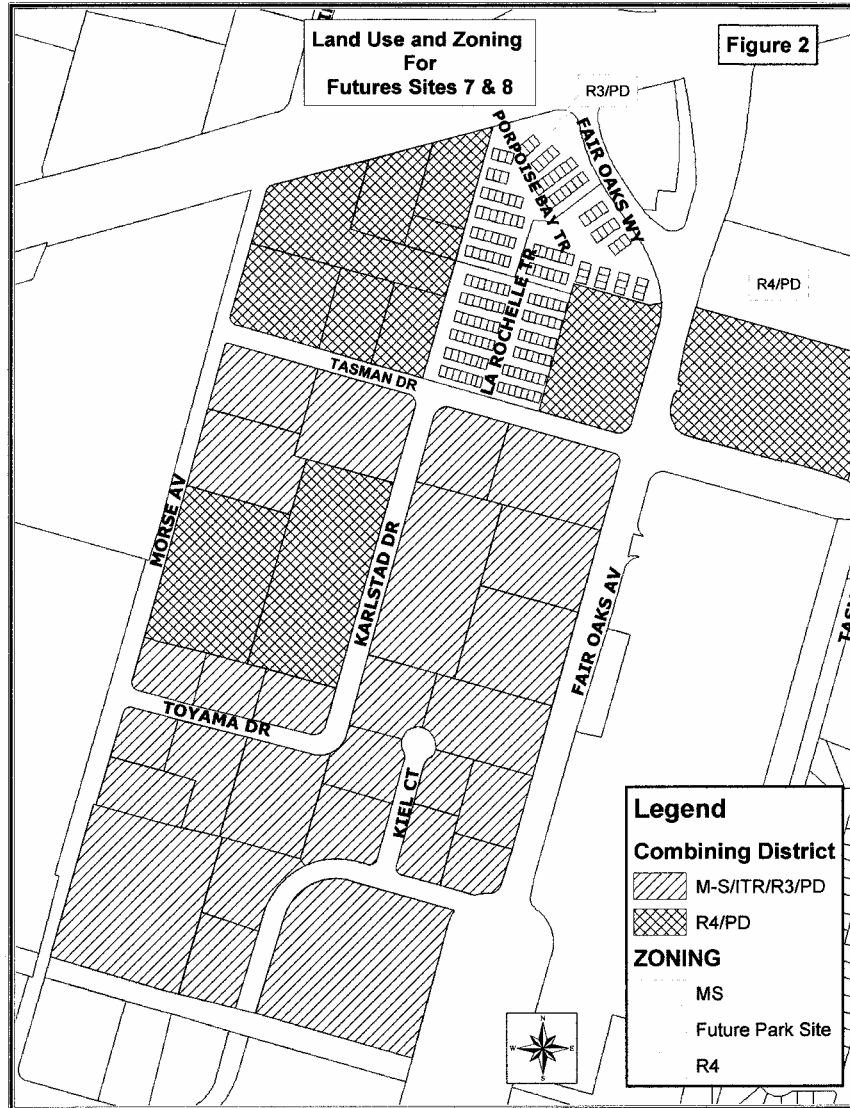 Land Use and Zoning
For
Futures Sites 7 & 8
Figure 2
R3/PD
PORPOISE BAY TR
FAIR OAKS WY
R4/PD
LA ROCHELLE TR
TASMAN DR
MORSE AV
KARLSTAD DR
FAIR OAKS AV
TOYAMA DR
KIEL CT
Legend
Combining District
M-S/ITR/R3/PD
R4/PD
ZONING
MS
Future Park Site
R4
N
W
E
S